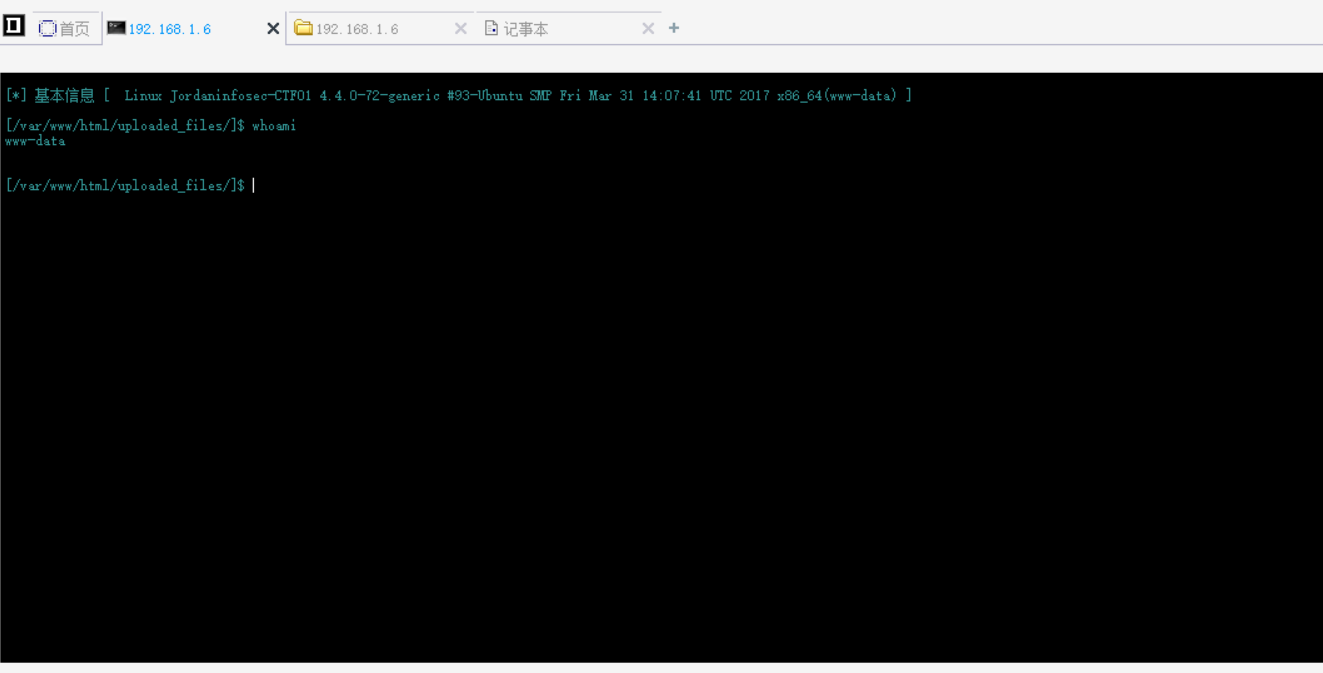 首页 192.168.1.6 192.168.1.6 记事本
[*] 基本信息 [ Linux Jordaninfosec-CTF01 4.4.0-72-generic #93-Ubuntu SMP Fri Mar 31 14:07:41 UTC 2017 x86_64(www-data) ]
[/var/www/html/uploaded_files/]$ whoami
www-data
[/var/www/html/uploaded_files/]$